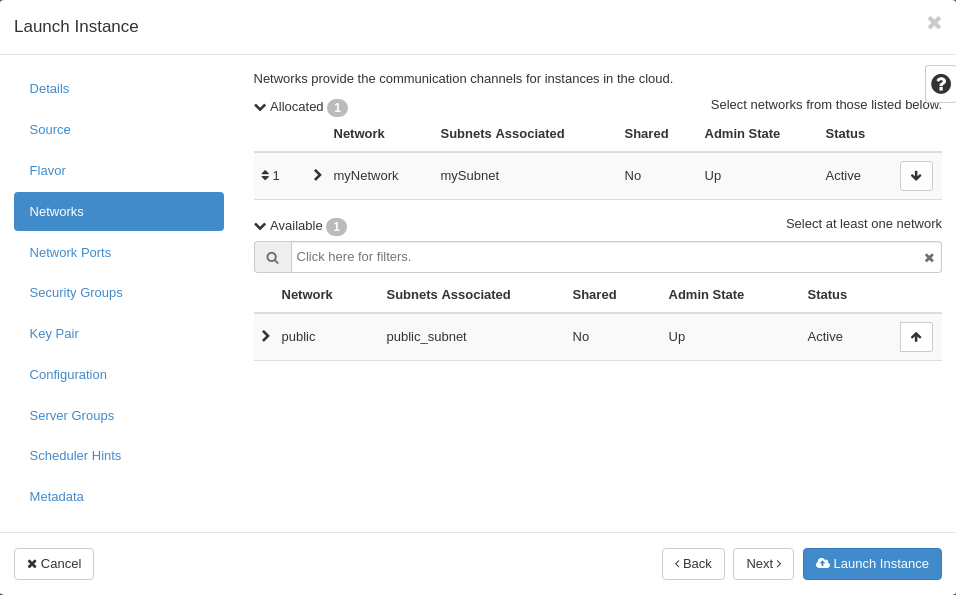 Launch Instance
Details
Source
Flavor
Networks
Network Ports
Security Groups
Key Pair
Configuration
Server Groups
Scheduler Hints
Metadata
Networks provide the communication channels for instances in the cloud.
Allocated 1
Select networks from those listed below.
Network Subnets Associated Shared Admin State Status
1 myNetwork mySubnet No Up Active
Available 1
Select at least one network
Click here for filters.
Network Subnets Associated Shared Admin State Status
public public_subnet No Up Active
Cancel
Back
Next
Launch Instance